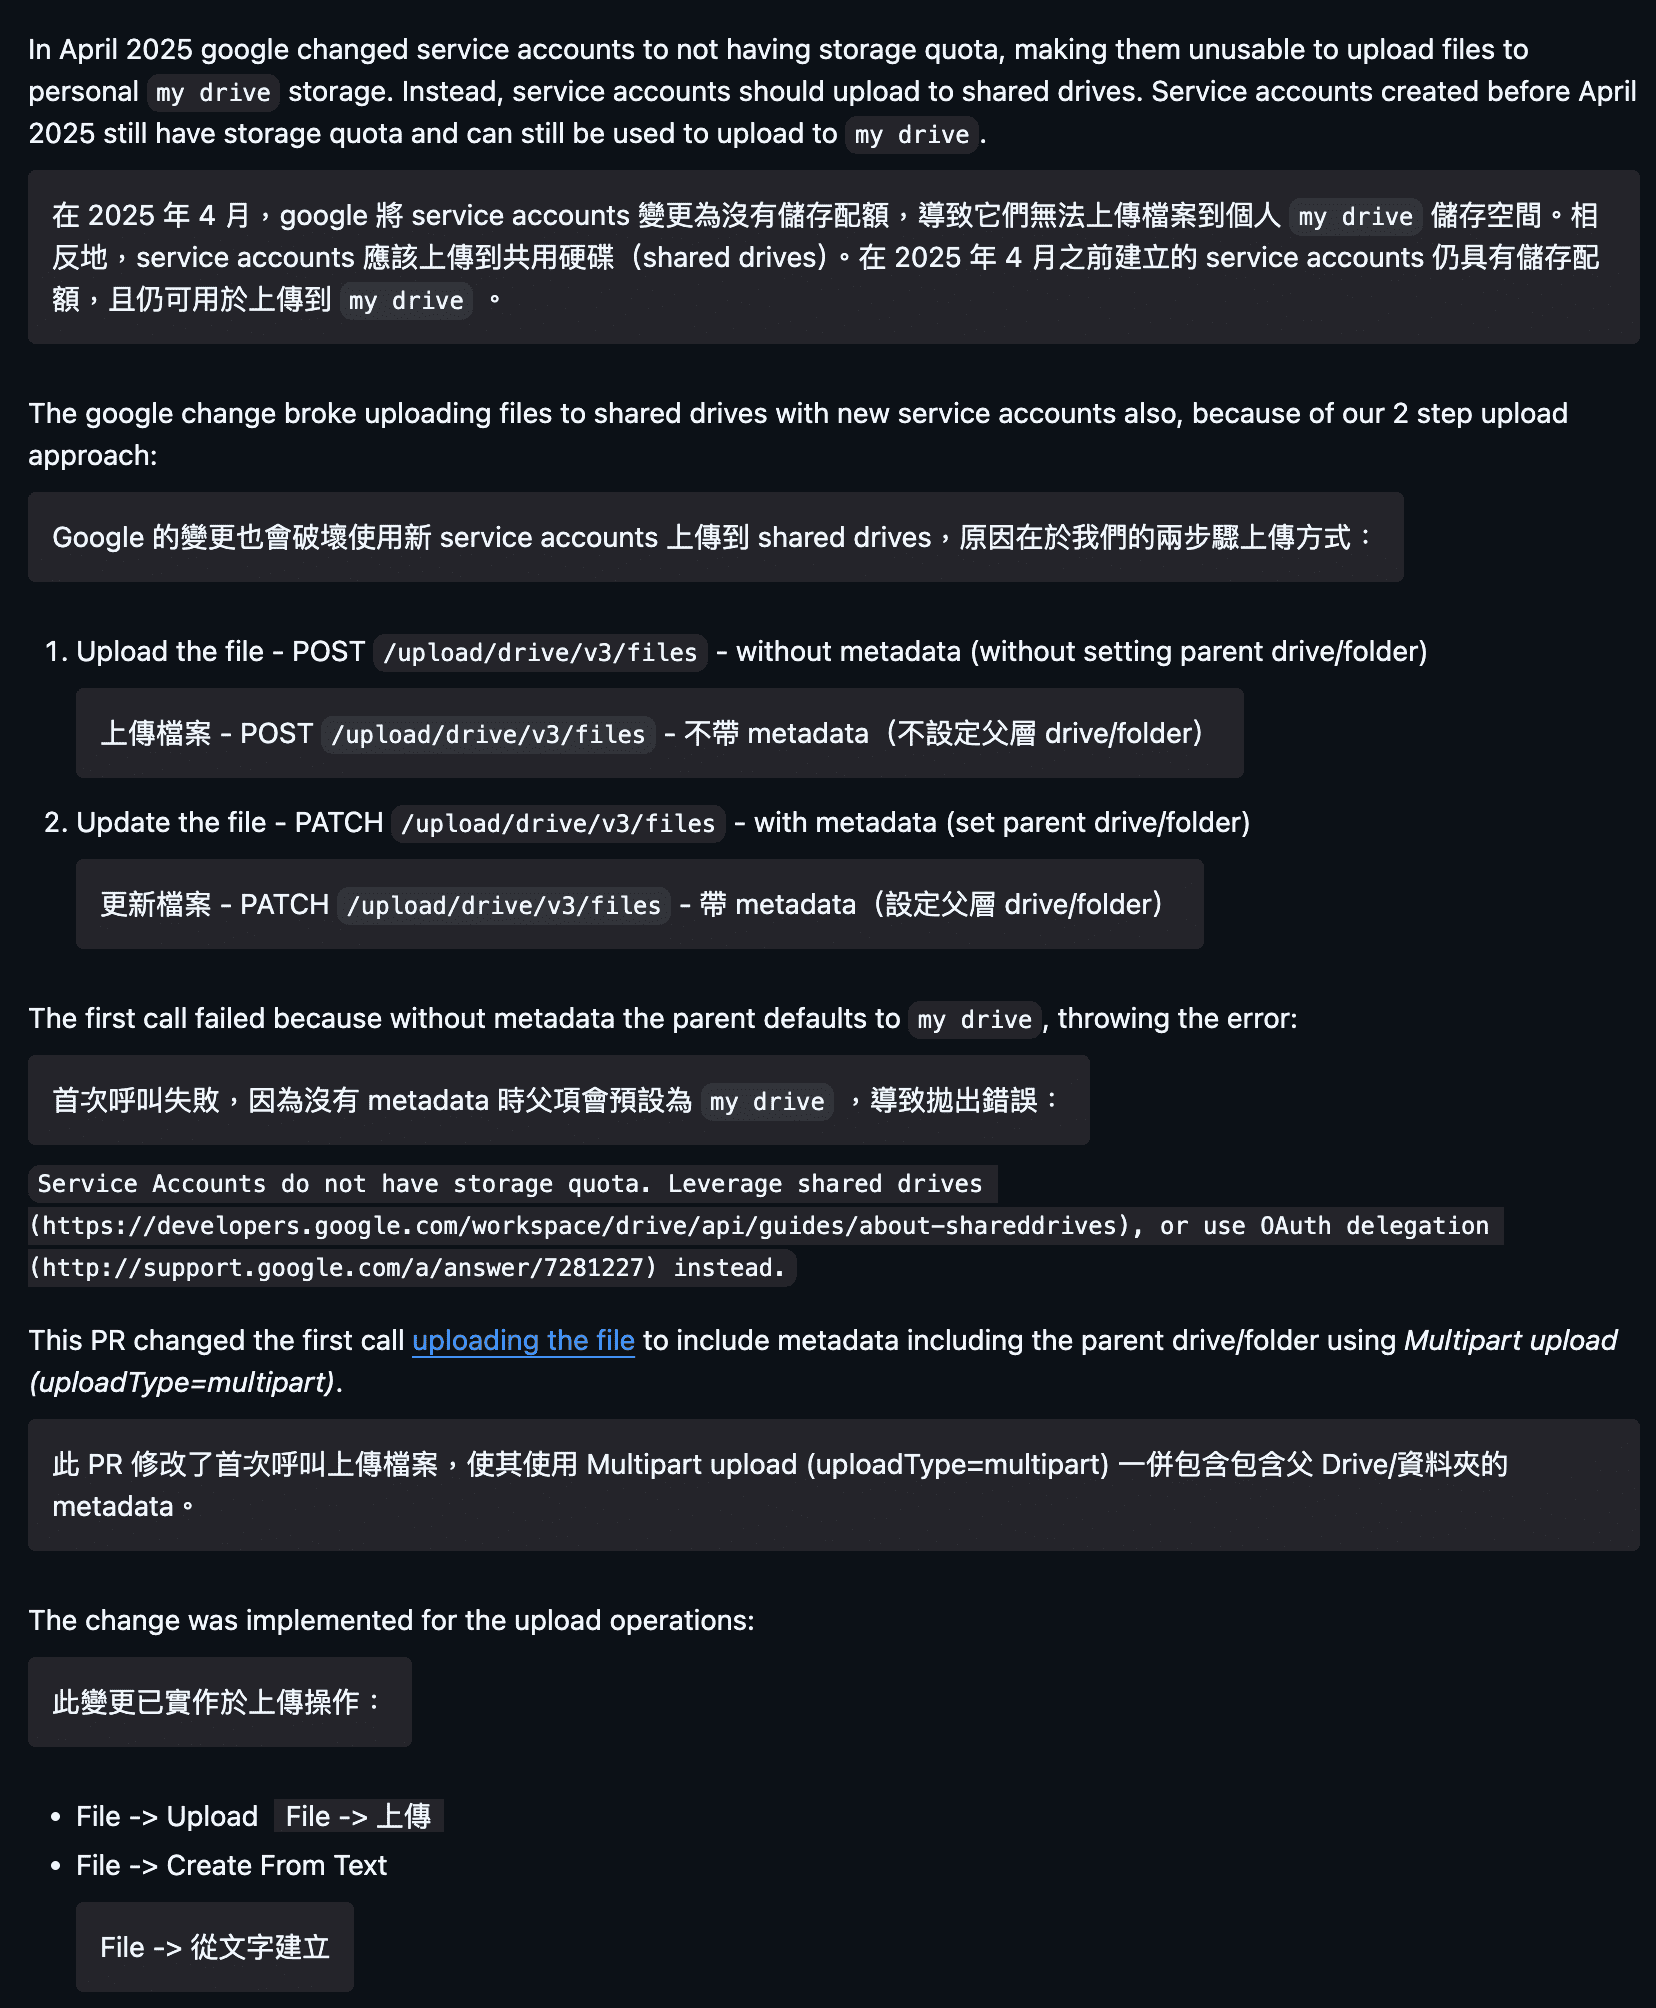 In April 2025 google changed service accounts to not having storage quota, making them unusable to upload files to
personal my drive storage. Instead, service accounts should upload to shared drives. Service accounts created before April
2025 still have storage quota and can still be used to upload to my drive.
在 2025 年 4 月，google 將 service accounts 變更為沒有儲存配額，導致它們無法上傳檔案到個人 my drive 儲存空間。相
反地，service accounts 應該上傳到共用硬碟（shared drives）。在 2025 年 4 月之前建立的 service accounts 仍具有儲存配
額，且仍可用於上傳到 my drive 。
The google change broke uploading files to shared drives with new service accounts also, because of our 2 step upload
approach:
Google 的變更也會破壞使用新 service accounts 上傳到 shared drives，原因在於我們的兩步驟上傳方式：
1. Upload the file - POST /upload/drive/v3/files - without metadata (without setting parent drive/folder)
上傳檔案 - POST /upload/drive/v3/files - 不帶 metadata（不設定父層 drive/folder）
2. Update the file - PATCH /upload/drive/v3/files - with metadata (set parent drive/folder)
更新檔案 - PATCH /upload/drive/v3/files - 帶 metadata（設定父層 drive/folder）
The first call failed because without metadata the parent defaults to my drive, throwing the error:
首次呼叫失敗，因為沒有 metadata 時父項會預設為 my drive ，導致拋出錯誤：
Service Accounts do not have storage quota. Leverage shared drives
(https://developers.google.com/workspace/drive/api/guides/about-shareddrives), or use OAuth delegation
(http://support.google.com/a/answer/7281227) instead.
This PR changed the first call uploading the file to include metadata including the parent drive/folder using Multipart upload
(uploadType=multipart).
此 PR 修改了首次呼叫上傳檔案，使其使用 Multipart upload (uploadType=multipart) 一併包含包含父 Drive/資料夾的
metadata。
The change was implemented for the upload operations:
此變更已實作於上傳操作：
• File -> Upload File -> 上傳
• File -> Create From Text
File -> 從文字建立